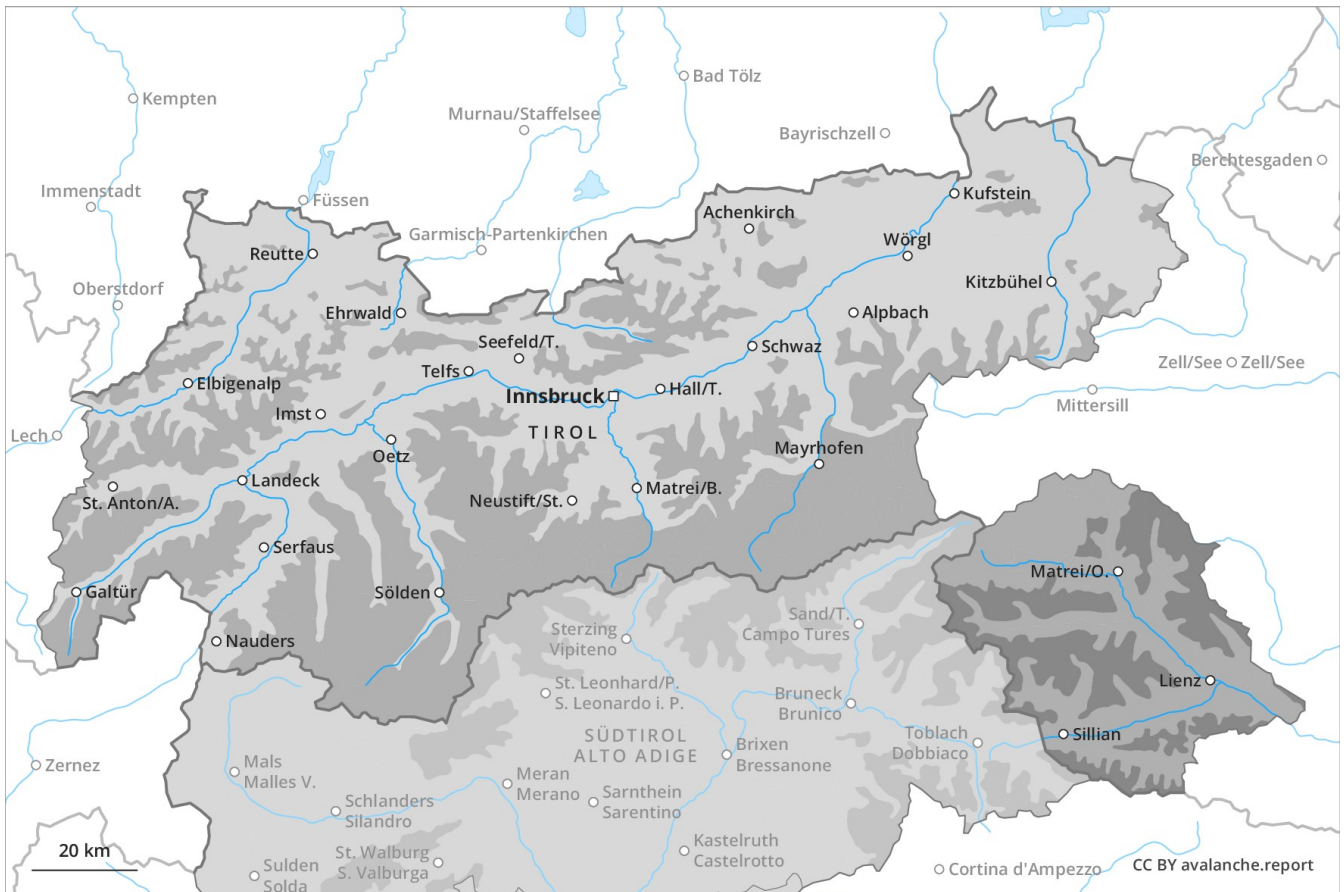 Kempten
Bad Tölz
Murnau/Staffelsee
Bayrischzell
Berchtesgaden
Immenstadt
Füssen
Kufstein
Achenkirch
Garmisch-Partenkirchen
Wörgl
Reutte
Kitzbühel
Oberstdorf
Ehrwald
Alpbach
Seefeld/T.
Schwaz
Telfs
Zell/See
Zell/See
Elbigenalp
Innsbruck
Hall/T.
Mittersill
Imst
TIROL
Lech
Oetz
Mayrhofen
Landeck
St. Anton/A.
Neustift/St.
Matrei/B.
Serfaus
Matrei/O.
Galtür
Sölden
Sand/T.
Campo Tures
Sterzing
Vipiteno
Nauders
Lienz
St. Leonhard/P.
S. Leonardo i. P.
Bruneck
Brunico
SÜDTIROL
ALTO ADIGE
Sillian
Toblach
Dobbiaco
Brixen
Bressanone
Zernez
Mals
Malles V.
Meran
Merano
Sarnthein
Sarentino
Schlanders
Silandro
Kastelruth
Castelrotto
20 km
St. Walburg
S. Valburga
Sulden
Solda
Cortina d'Ampezzo
CC BY avalanche.report